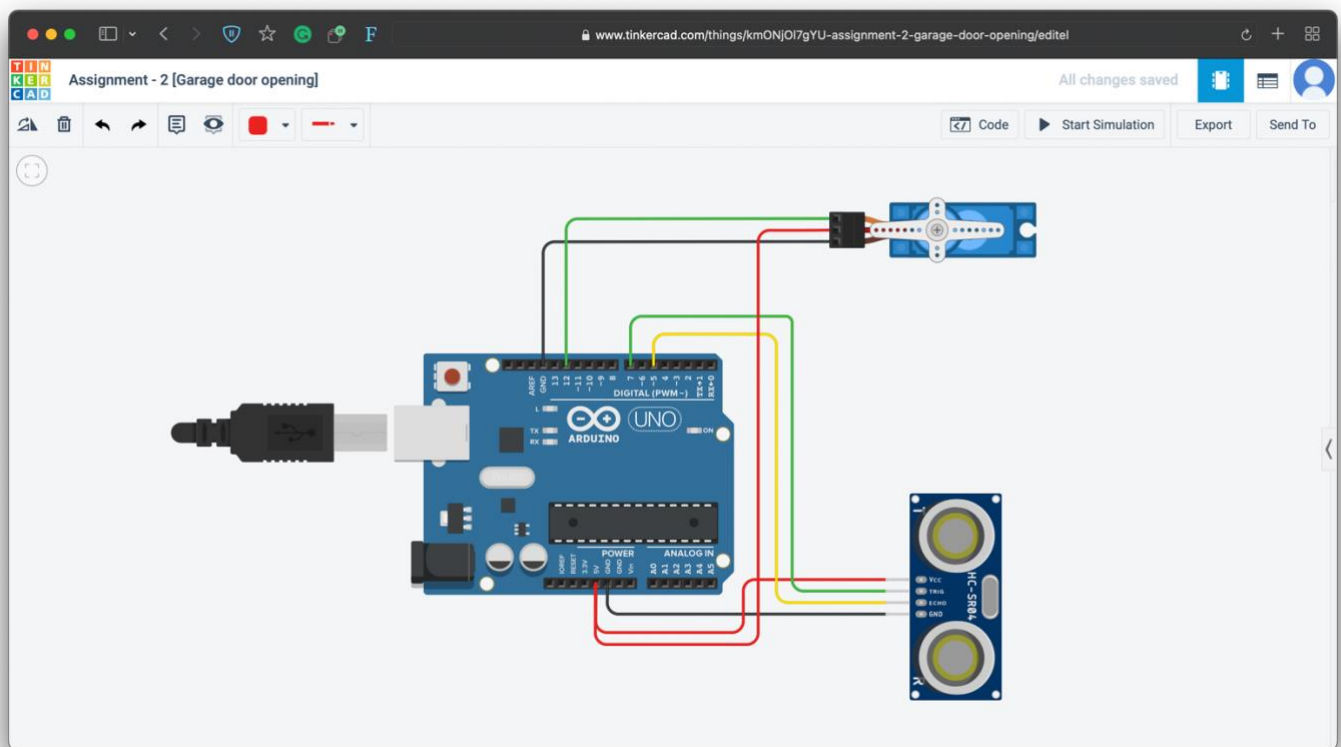 F
www.tinkercad.com/things/kmONjOl7gYU-assignment-2-garage-door-opening/editel
TIN
KER
CAD
Assignment - 2 [Garage door opening]
All changes saved
Code
Start Simulation
Export
Send To
AREF
GND
13
12
~11
~10
~9
8
7
~6
~5
4
~3
2
TX→1
RX←0
DIGITAL (PWM~)
L
TX
RX
ARDUINO
UNO
ON
POWER
ANALOG IN
IOREF
RESET
3.3V
5V
GND
GND
Vin
A0
A1
A2
A3
A4
A5
T
VCC
TRIG
ECHO
GND
HC-SR04
R